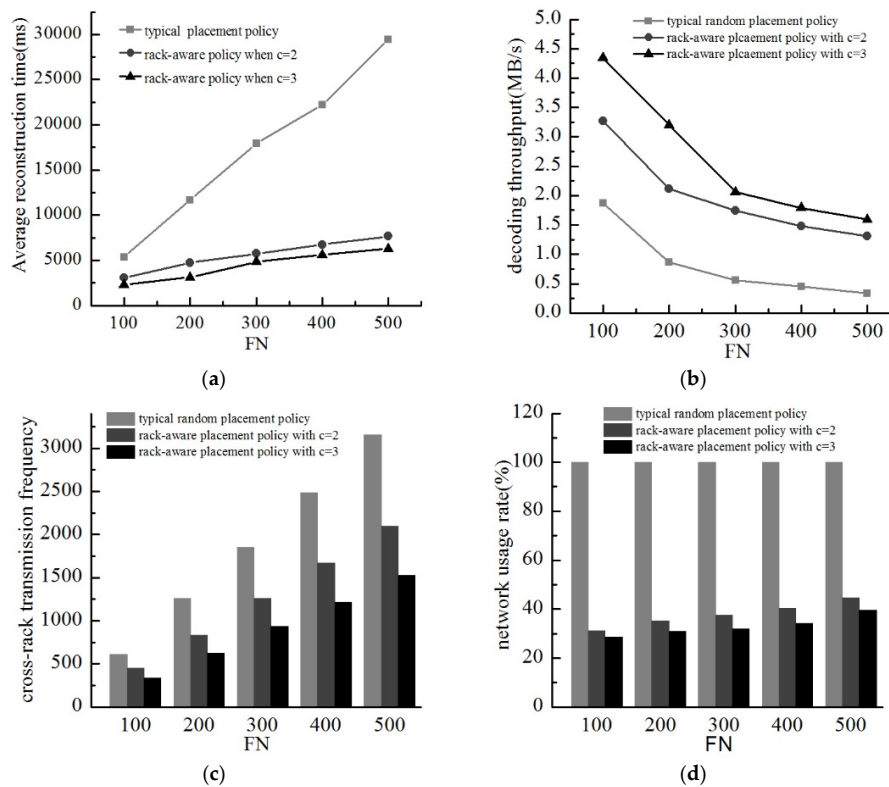 typical placement policy
rack-aware policy when c=2
rack-aware policy when c=3
Average reconstruction time(ms)
30000
25000
20000
15000
10000
5000
0
100 200 300 400 500
FN
(a)
typical random placement policy
rack-aware plcaement policy with c=2
rack-aware plcaement policy with c=3
decoding throughput(MB/s)
5.0
4.5
4.0
3.5
3.0
2.5
2.0
1.5
1.0
0.5
0.0
100 200 300 400 500
FN
(b)
typical random placement policy
rack-aware placement policy with c=2
rack-aware placement policy with c=3
cross-rack transmission frequency
3000
2500
2000
1500
1000
500
0
100 200 300 400 500
FN
(c)
typical random placement policy
rack-aware placement policy with c=2
rack-aware placement policy with c=3
network usage rate(%)
120
100
80
60
40
20
0
100 200 300 400 500
FN
(d)